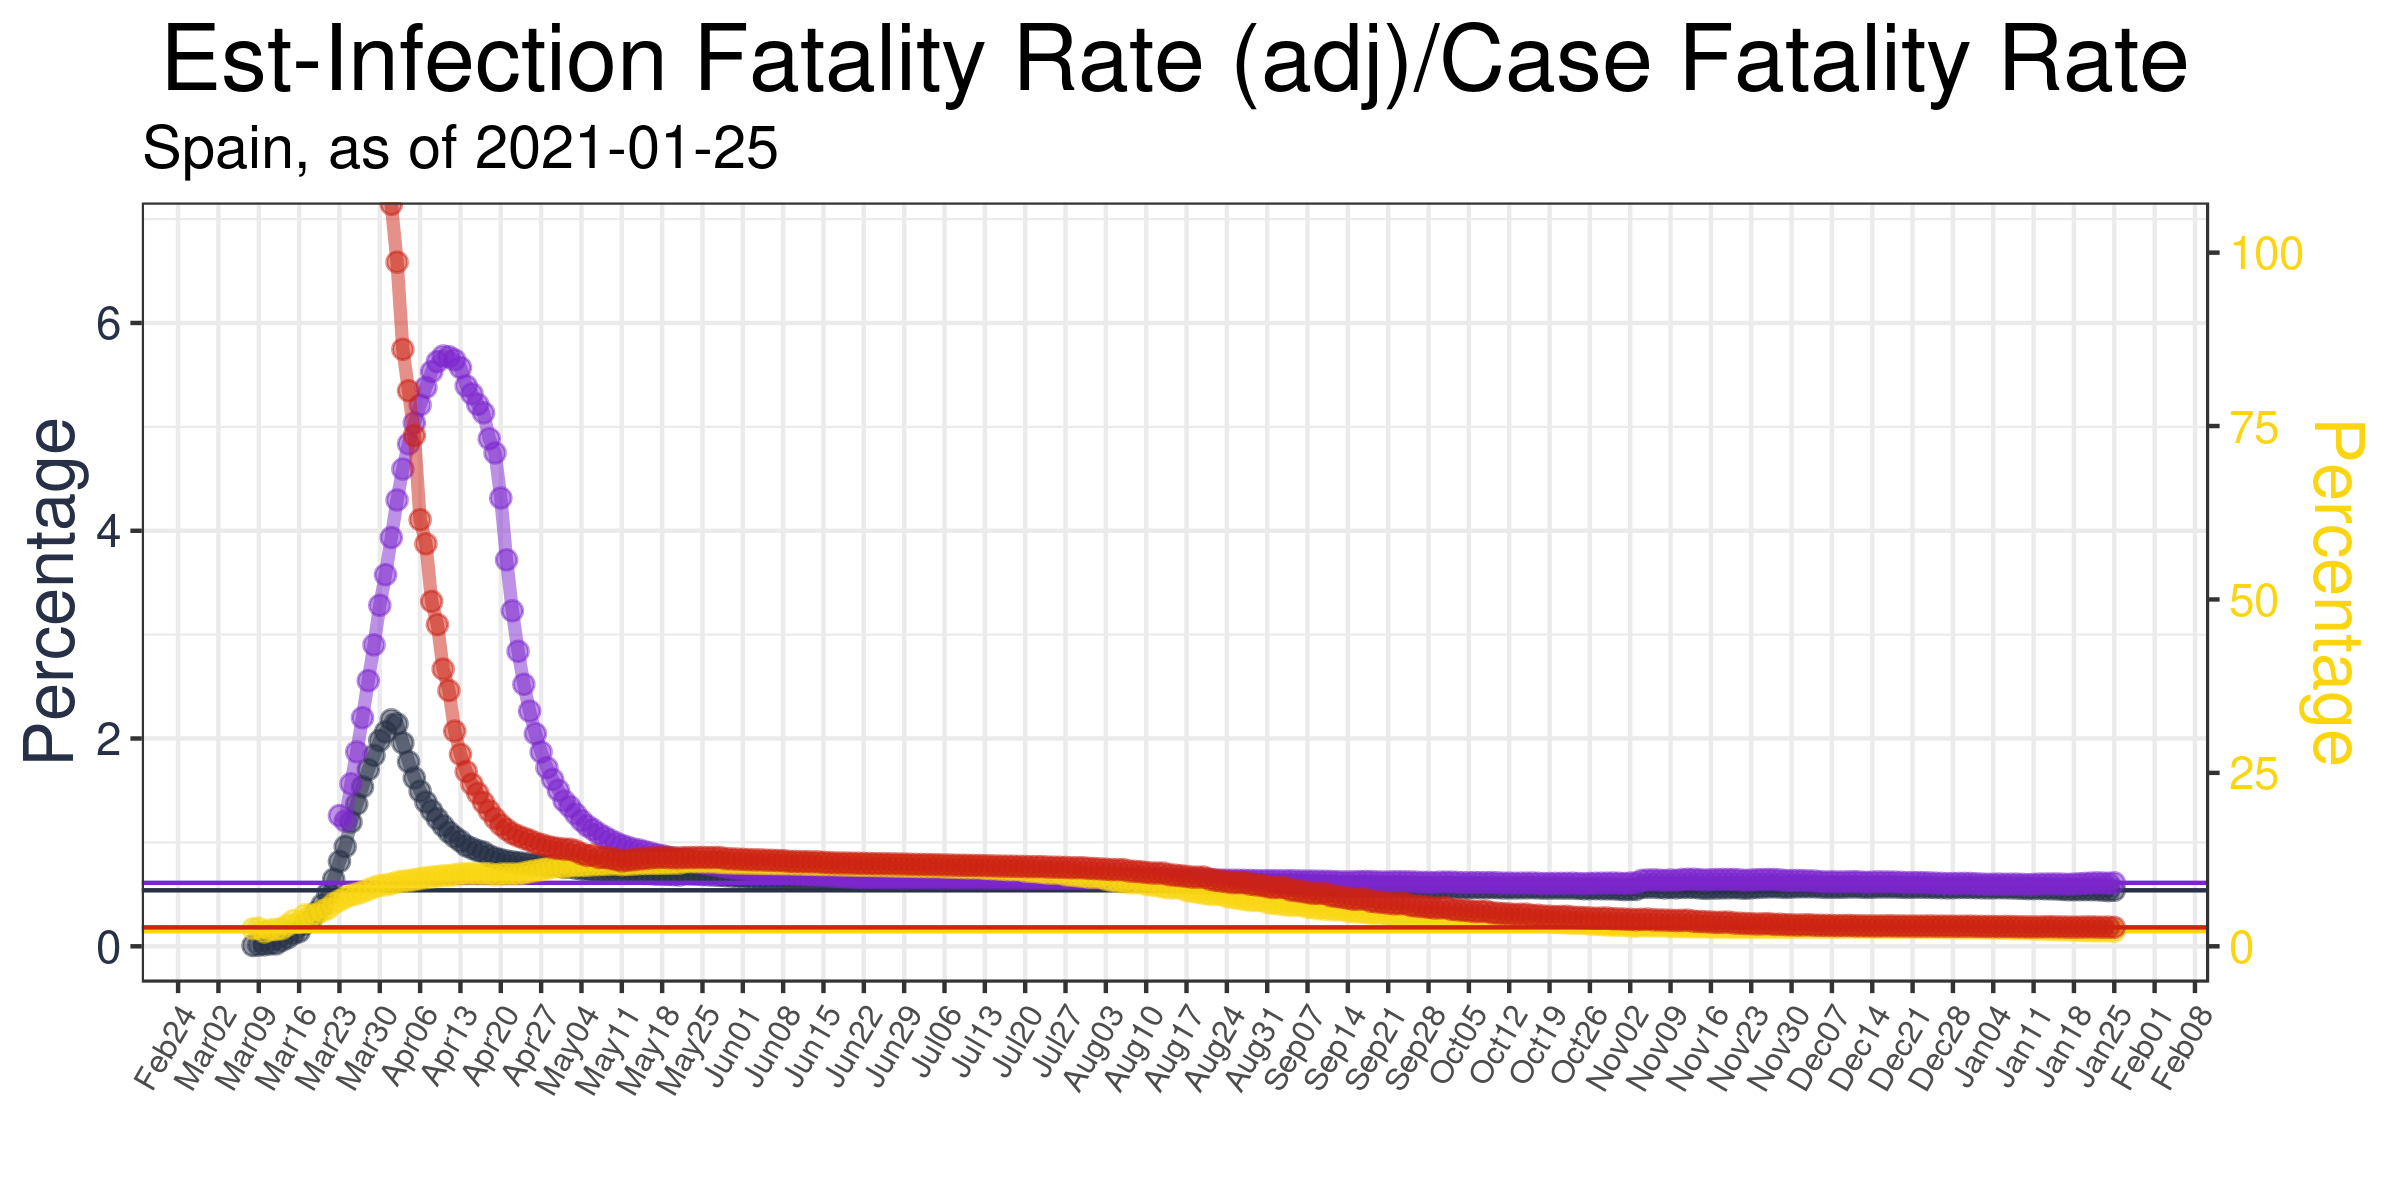 Est-Infection Fatality Rate (adj)/Case Fatality Rate
Spain, as of 2021-01-25
Percentage
6
4
2
0
100
75
50
25
0
Percentage
Feb24
Mar02
Mar09
Mar16
Mar23
Mar30
Apr06
Apr13
Apr20
Apr27
May04
May11
May18
May25
Jun01
Jun08
Jun15
Jun22
Jun29
Jul06
Jul13
Jul20
Jul27
Aug03
Aug10
Aug17
Aug24
Aug31
Sep07
Sep14
Sep21
Sep28
Oct05
Oct12
Oct19
Oct26
Nov02
Nov09
Nov16
Nov23
Nov30
Dec07
Dec14
Dec21
Dec28
Jan04
Jan11
Jan18
Jan25
Feb01
Feb08